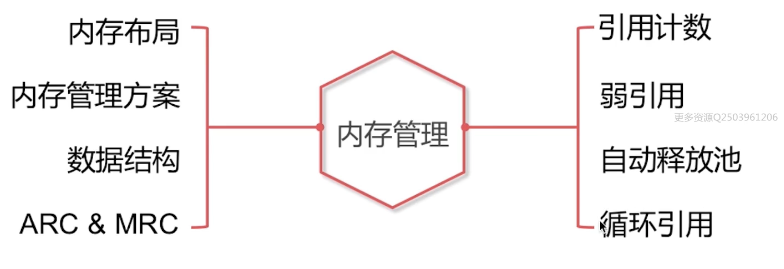 内存布局
内存管理方案
数据结构
ARC & MRC
内存管理
引用计数
弱引用
更多资源Q2503961206
自动释放池
循环引用